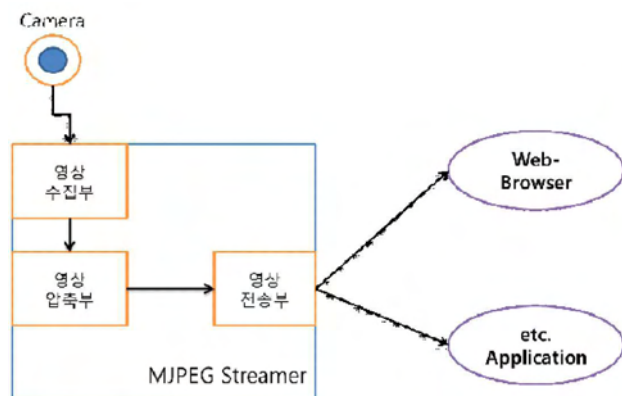 Camera
영상
수집부
영상
압축부
영상
전송부
MJPEG Streamer
Web-
Browser
etc.
Application